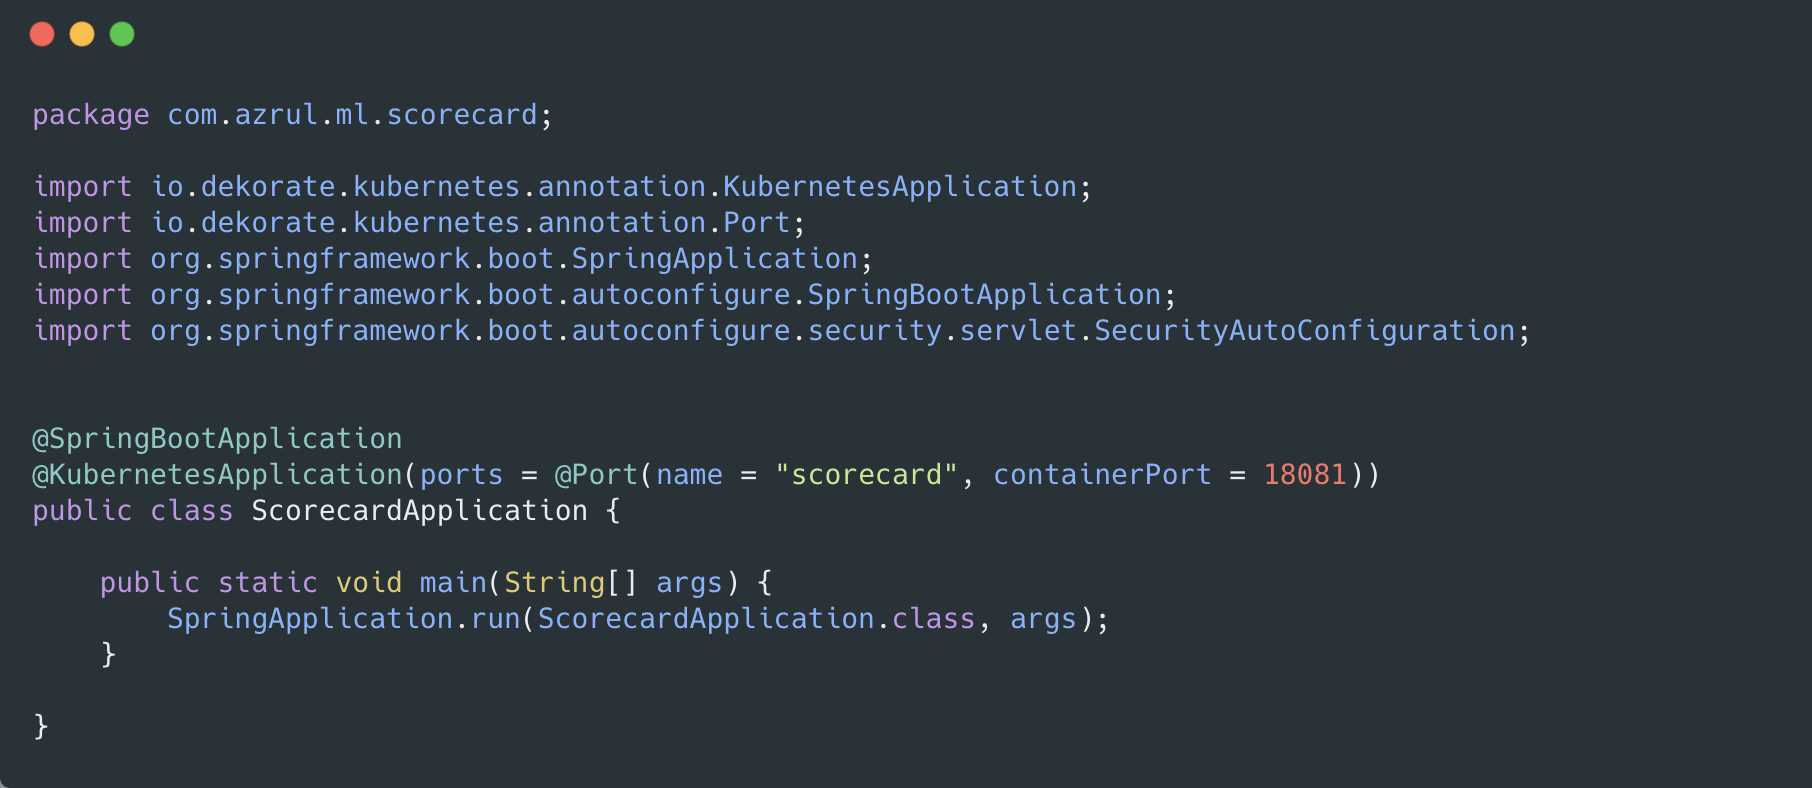 package com.azrul.ml.scorecard;
import io.dekorate.kubernetes.annotation.KubernetesApplication;
import io.dekorate.kubernetes.annotation.Port;
import org.springframework.boot.SpringApplication;
import org.springframework.boot.autoconfigure.SpringBootApplication;
import org.springframework.boot.autoconfigure.security.servlet.SecurityAutoConfiguration;
@SpringBootApplication
@KubernetesApplication(ports = @Port(name = "scorecard", containerPort = 18081))
public class ScorecardApplication {
    public static void main(String[] args) {
        SpringApplication.run(ScorecardApplication.class, args);
    }
}